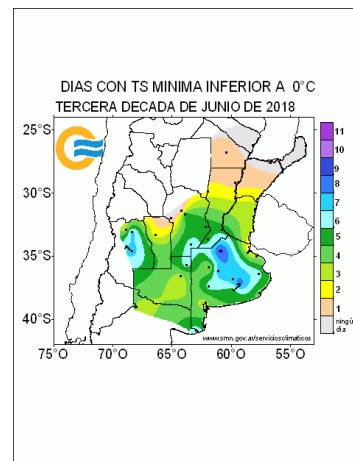 DIAS CON TS MINIMA INFERIOR A 0°C
TERCERA DECADA DE JUNIO DE 2018
25°S
30°S
35°S
40°S
75°O
70°O
65°O
60°O
55°O
11
10
9
8
7
6
5
4
3
2
1
ningún
dia
www.smn.gov.ar/serviciosclimaticos